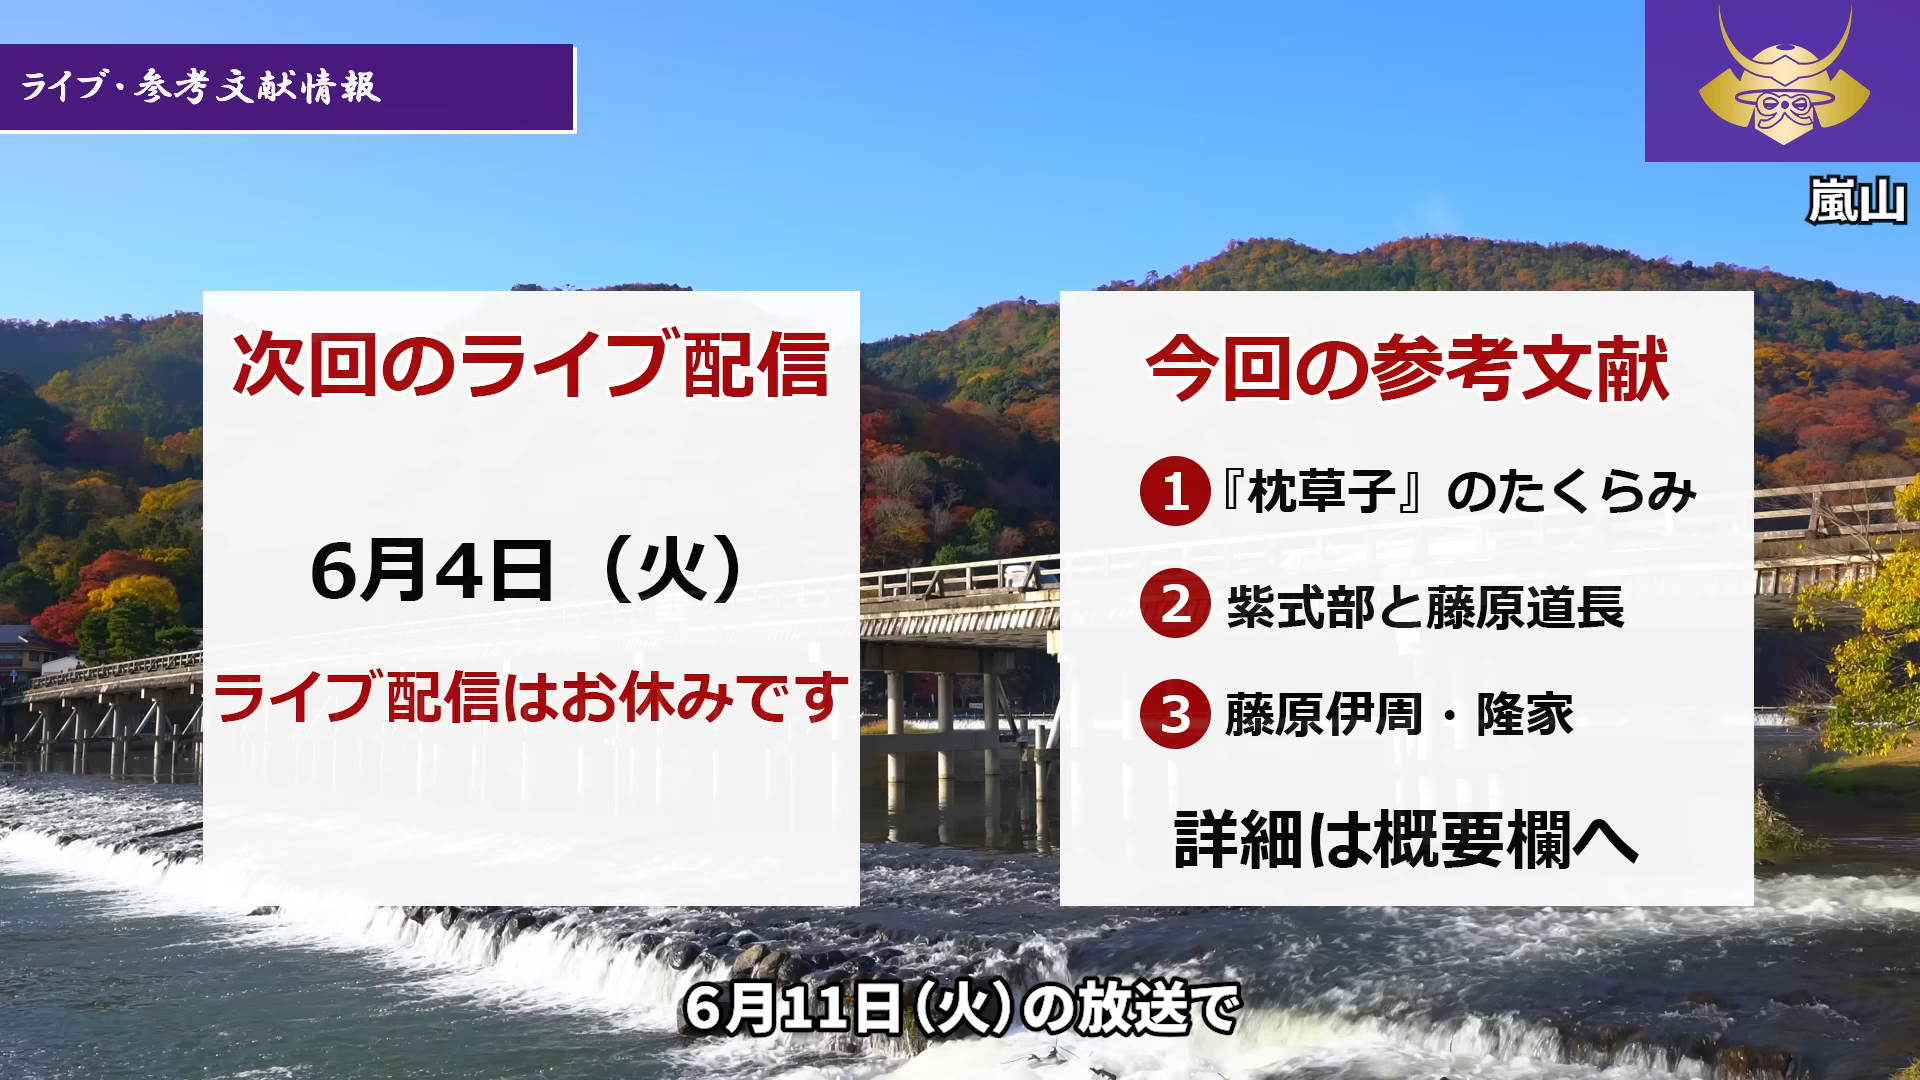 ライブ・参考文献情報
嵐山
次回のライブ配信
6月4日（火）
ライブ配信はお休みです
今回の参考文献
1『枕草子』のたくらみ
2 紫式部と藤原道長
3 藤原伊周・隆家
詳細は概要欄へ
6月11日（火）の放送で